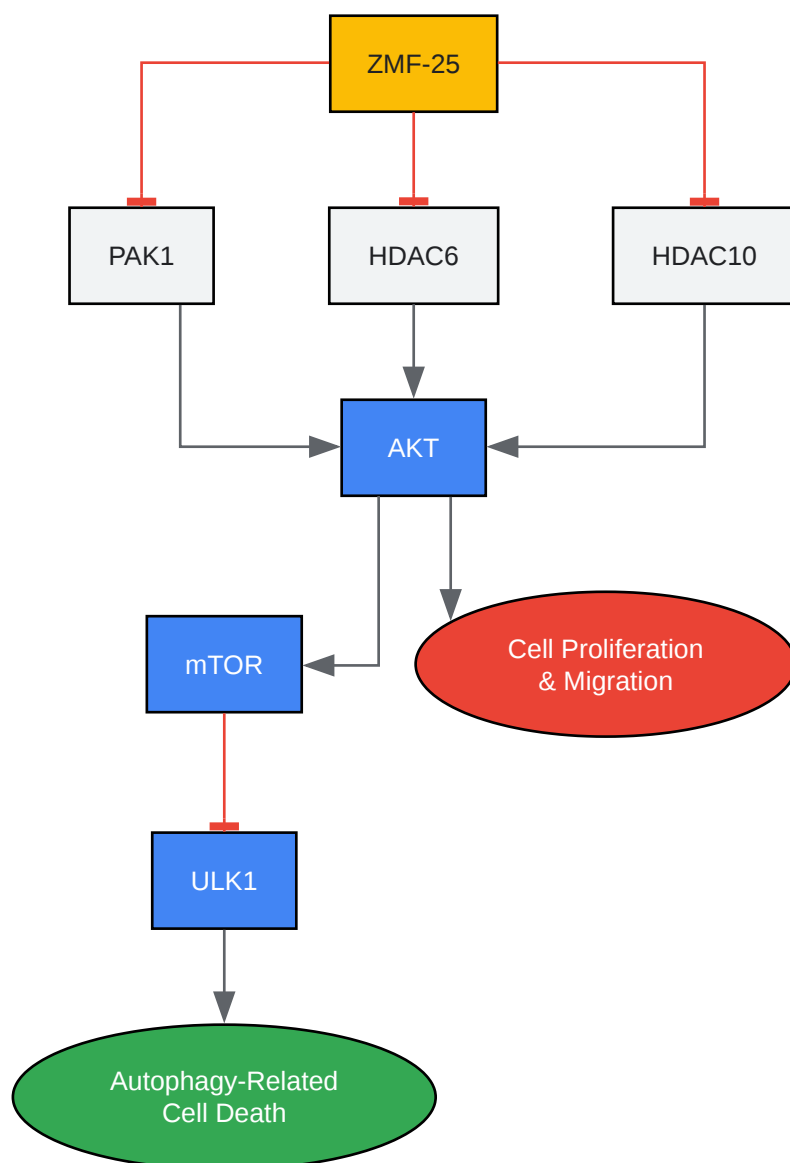 ZMF-25
PAK1
HDAC6
HDAC10
AKT
mTOR
Cell Proliferation
& Migration
ULK1
Autophagy-Related
Cell Death